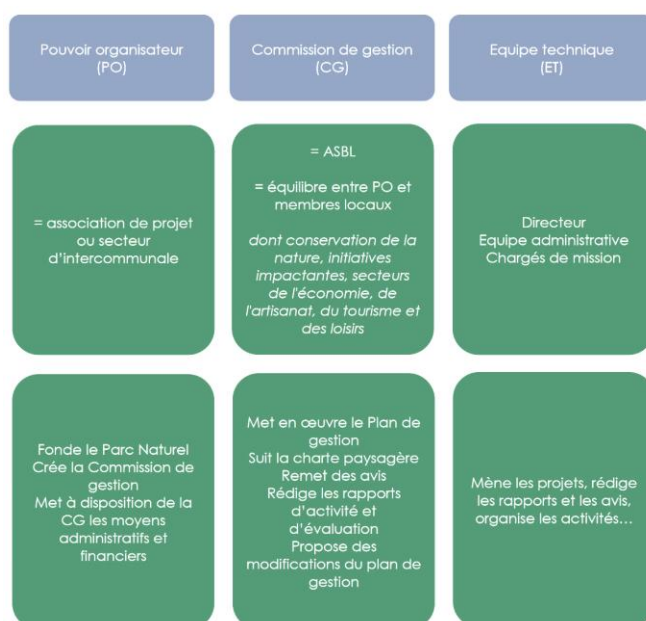 Pouvoir organisateur
(PO)
Commission de gestion
(CG)
Equipe technique
(ET)
= association de projet
ou secteur
d'intercommunale
= ASBL
= équilibre entre PO et
membres locaux
dont conservation de la
nature, initiatives
impactantes, secteurs
de l'économie, de
l'artisanat, du tourisme et
des loisirs
Directeur
Equipe administrative
Chargés de mission
Fonde le Parc Naturel
Crée la Commission de
gestion
Met à disposition de la
CG les moyens
administratifs et
financiers
Met en œuvre le Plan de
gestion
Suit la charte paysagère
Remet des avis
Rédige les rapports
d'activité et
d'évaluation
Propose des
modifications du plan de
gestion
Mène les projets, rédige
les rapports et les avis,
organise les activités…